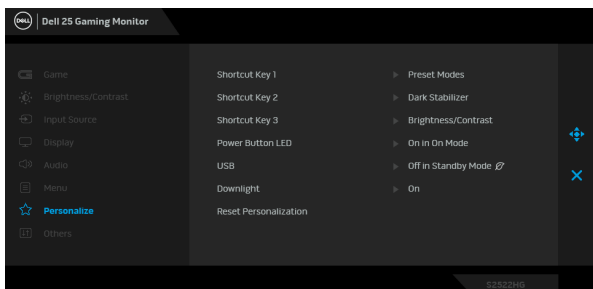 DELL Dell 25 Gaming Monitor
Game
Brightness/Contrast
Input Source
Display
Audio
Menu
Personalize
Others
Shortcut Key 1 Preset Modes
Shortcut Key 2 Dark Stabilizer
Shortcut Key 3 Brightness/Contrast
Power Button LED On in On Mode
USB Off in Standby Mode
Downlight On
Reset Personalization
S2522HG